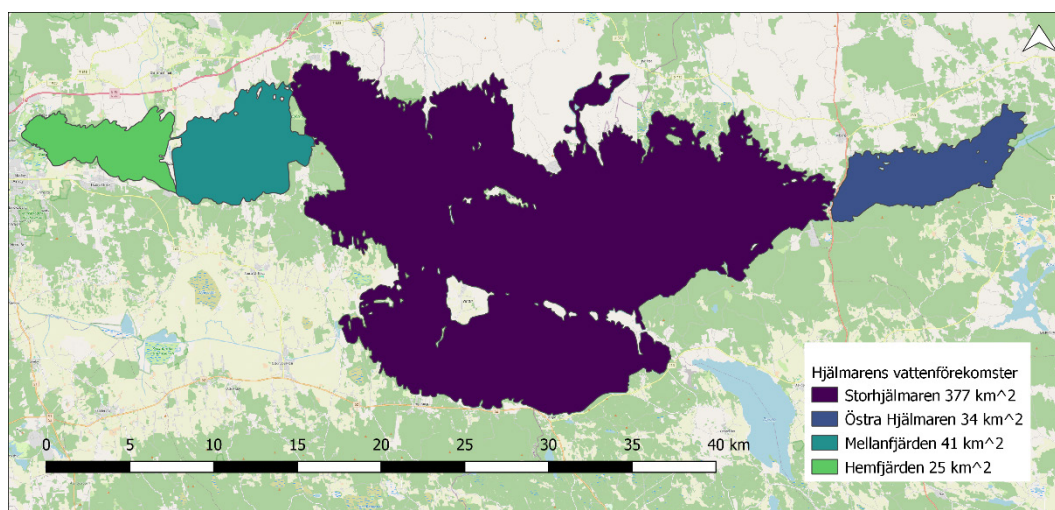 Hjälmarens vattenförekomster
Storhjälmaren 377 km^2
Östra Hjälmaren 34 km^2
Mellanfjärden 41 km^2
Hemfjärden 25 km^2
0 5 10 15 20 25 30 35 40 km